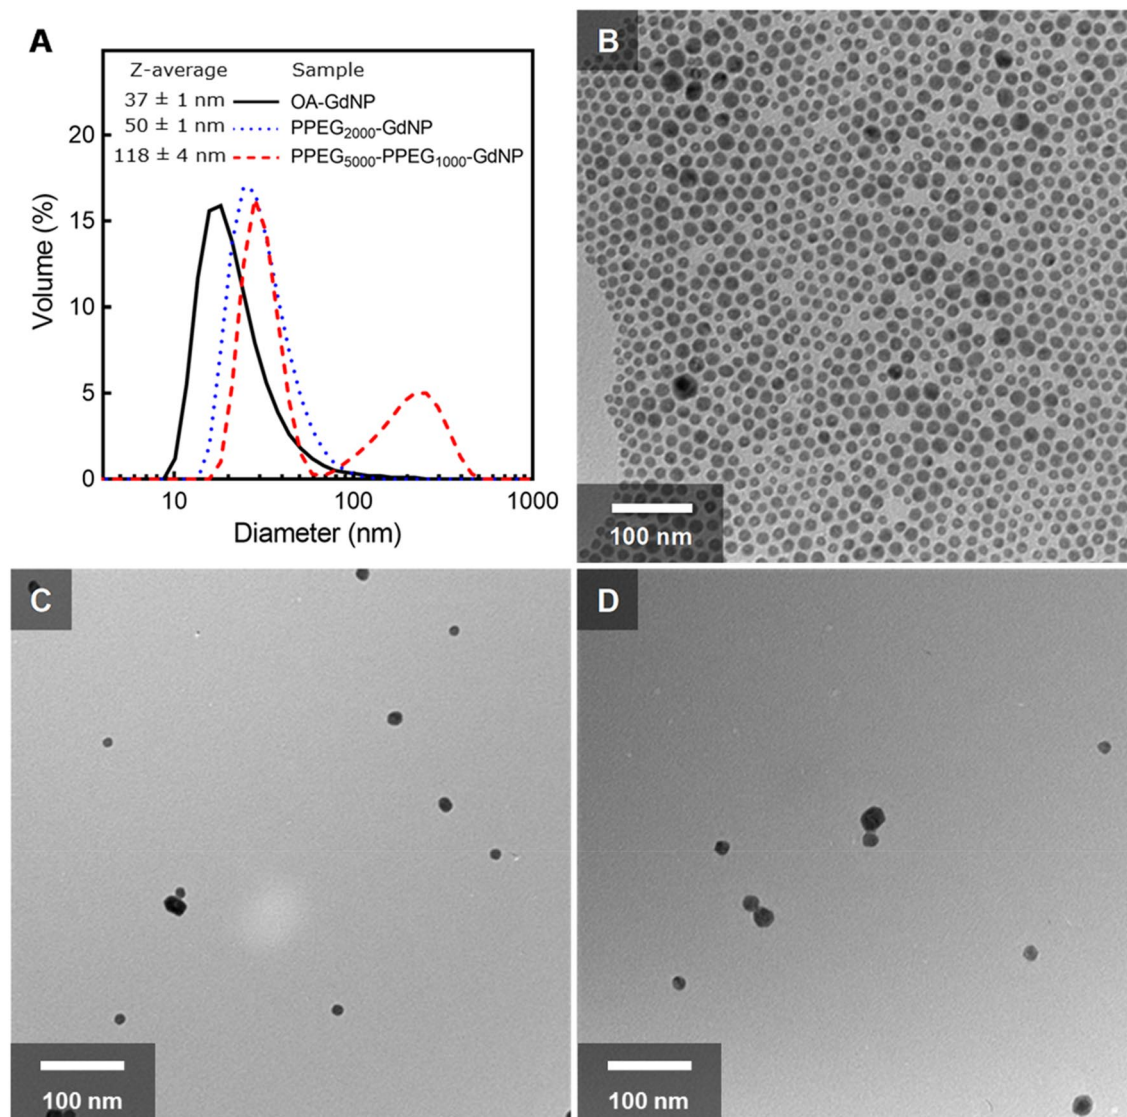 A
Z-average Sample
37 ± 1 nm OA-GdNP
50 ± 1 nm PPEG2000-GdNP
118 ± 4 nm PPEG5000-PPEG1000-GdNP
20
15
10
5
0
Volume (%)
10 100 1000
Diameter (nm)
B
100 nm
C
100 nm
D
100 nm